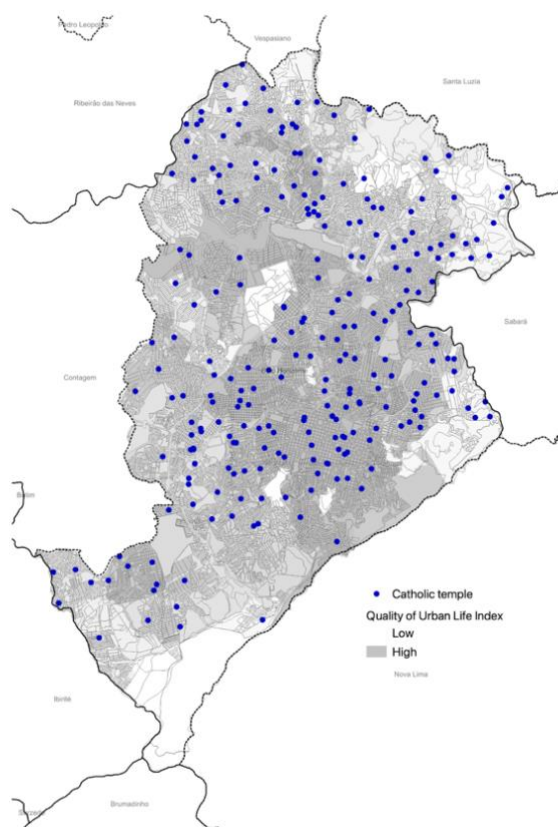 Pedro Leopoldo
Vespasiano
Santa Luzia
Ribeirão das Neves
Sabará
Contagem
Betim
Catholic temple
Quality of Urban Life Index
Low
High
Nova Lima
Ibirité
Brumadinho